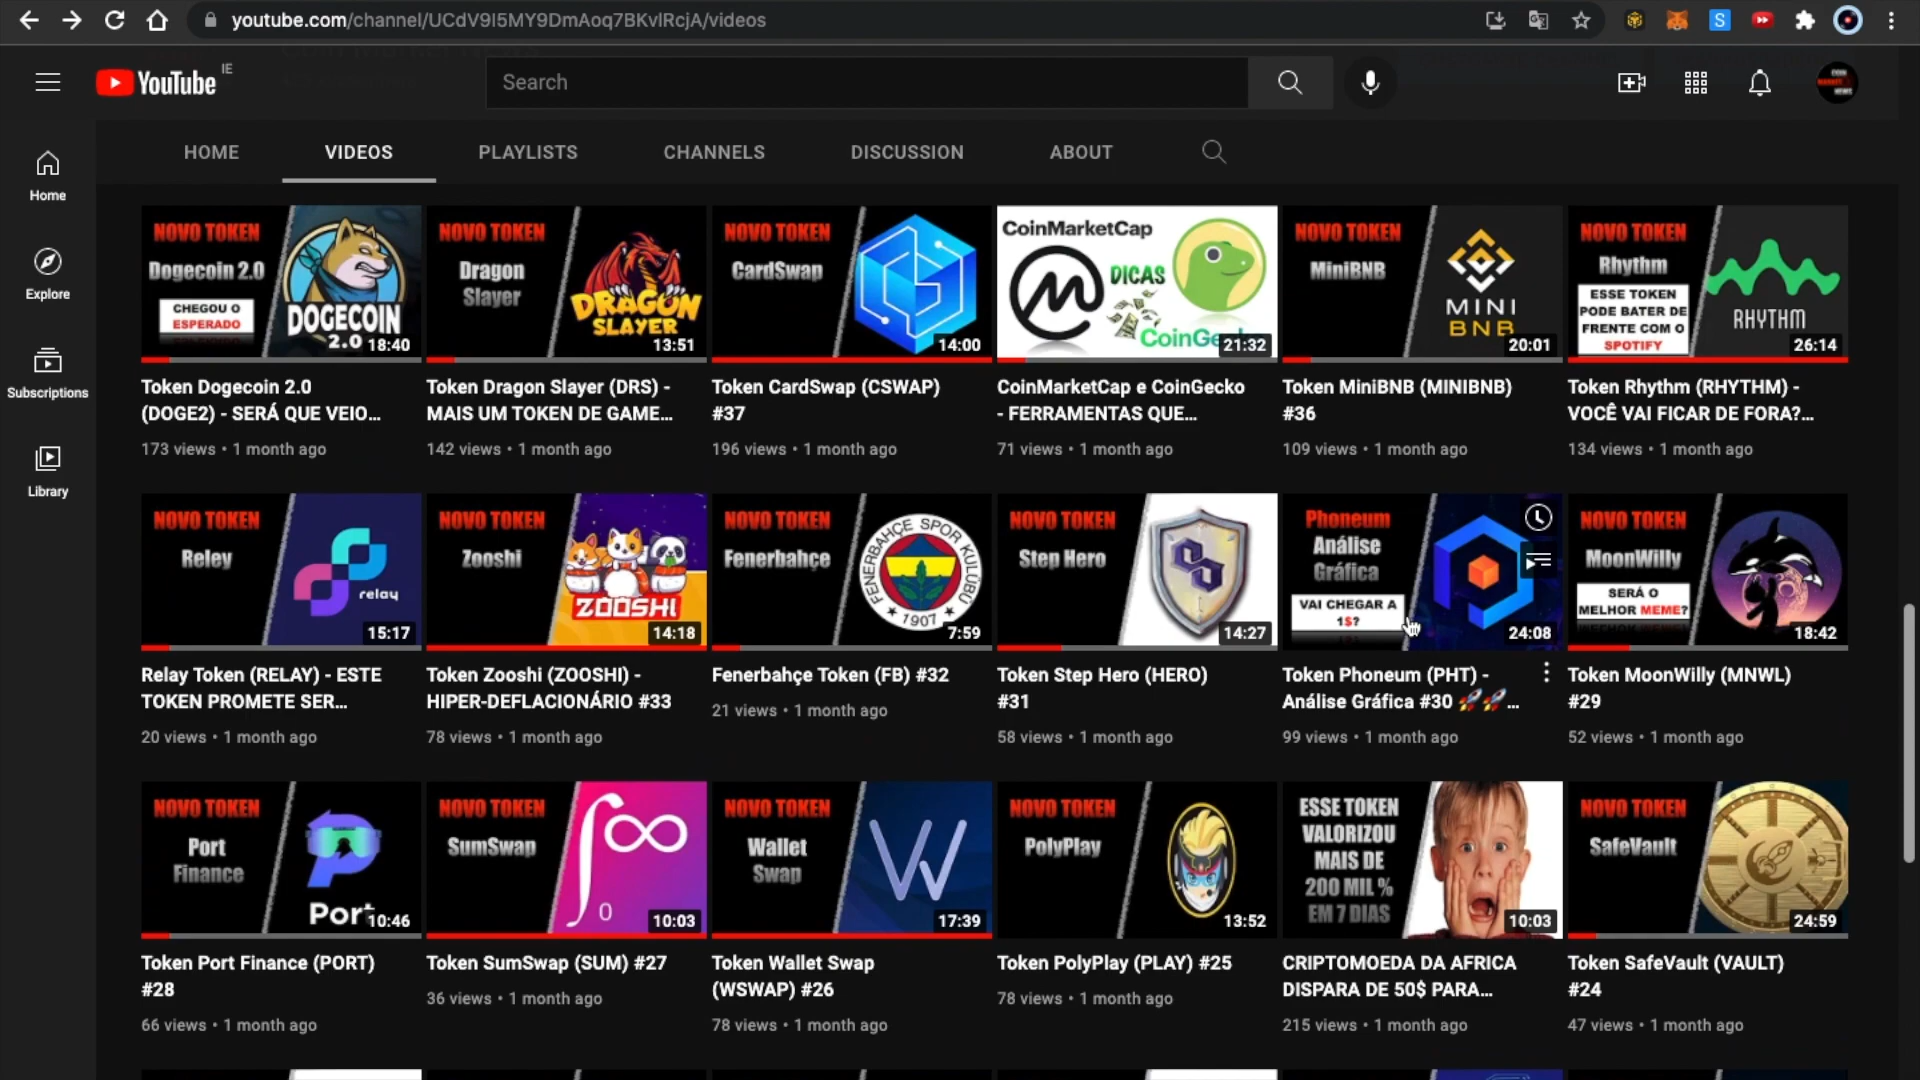 youtube.com/channel/UCdV9I5MY9DmAoq7BKvIRcjA/videos
YouTube IE
Search
HOME VIDEOS PLAYLISTS CHANNELS DISCUSSION ABOUT
Home
Explore
Subscriptions
Library
NOVO TOKEN
Dogecoin 2.0
CHEGOU O
ESPERADO
DOGECOIN
2.0
18:40
Token Dogecoin 2.0
(DOGE2) - SERÁ QUE VEIO...
173 views • 1 month ago
NOVO TOKEN
Dragon
Slayer
DRAGON
SLAYER
13:51
Token Dragon Slayer (DRS) -
MAIS UM TOKEN DE GAME...
142 views • 1 month ago
NOVO TOKEN
CardSwap
14:00
Token CardSwap (CSWAP)
#37
196 views • 1 month ago
CoinMarketCap
DICAS
CoinGe
21:32
CoinMarketCap e CoinGecko
- FERRAMENTAS QUE...
71 views • 1 month ago
NOVO TOKEN
MiniBNB
MINI
BNB
20:01
Token MiniBNB (MINIBNB)
#36
109 views • 1 month ago
NOVO TOKEN
Rhythm
ESSE TOKEN
PODE BATER DE
FRENTE COM O
SPOTIFY
RHYTHM
26:14
Token Rhythm (RHYTHM) -
VOCÊ VAI FICAR DE FORA?...
134 views • 1 month ago
NOVO TOKEN
Reley
relay
15:17
Relay Token (RELAY) - ESTE
TOKEN PROMETE SER...
20 views • 1 month ago
NOVO TOKEN
Zooshi
ZOOSHI
14:18
Token Zooshi (ZOOSHI) -
HIPER-DEFLACIONÁRIO #33
78 views • 1 month ago
NOVO TOKEN
Fenerbahçe
FENERBAHÇE SPOR KULÜBÜ
1907
7:59
Fenerbahçe Token (FB) #32
21 views • 1 month ago
NOVO TOKEN
Step Hero
14:27
Token Step Hero (HERO)
#31
58 views • 1 month ago
Phoneum
Análise
Gráfica
VAI CHEGAR A
1$?
24:08
Token Phoneum (PHT) -
Análise Gráfica #30 🚀🚀...
99 views • 1 month ago
NOVO TOKEN
MoonWilly
SERÁ O
MELHOR MEME?
18:42
Token MoonWilly (MNWL)
#29
52 views • 1 month ago
NOVO TOKEN
Port
Finance
Port
10:46
Token Port Finance (PORT)
#28
66 views • 1 month ago
NOVO TOKEN
SumSwap
0
10:03
Token SumSwap (SUM) #27
36 views • 1 month ago
NOVO TOKEN
Wallet
Swap
17:39
Token Wallet Swap
(WSWAP) #26
78 views • 1 month ago
NOVO TOKEN
PolyPlay
13:52
Token PolyPlay (PLAY) #25
78 views • 1 month ago
ESSE TOKEN
VALORIZOU
MAIS DE
200 MIL %
EM 7 DIAS
10:03
CRIPTOMOEDA DA AFRICA
DISPARA DE 50$ PARA...
215 views • 1 month ago
NOVO TOKEN
SafeVault
24:59
Token SafeVault (VAULT)
#24
47 views • 1 month ago